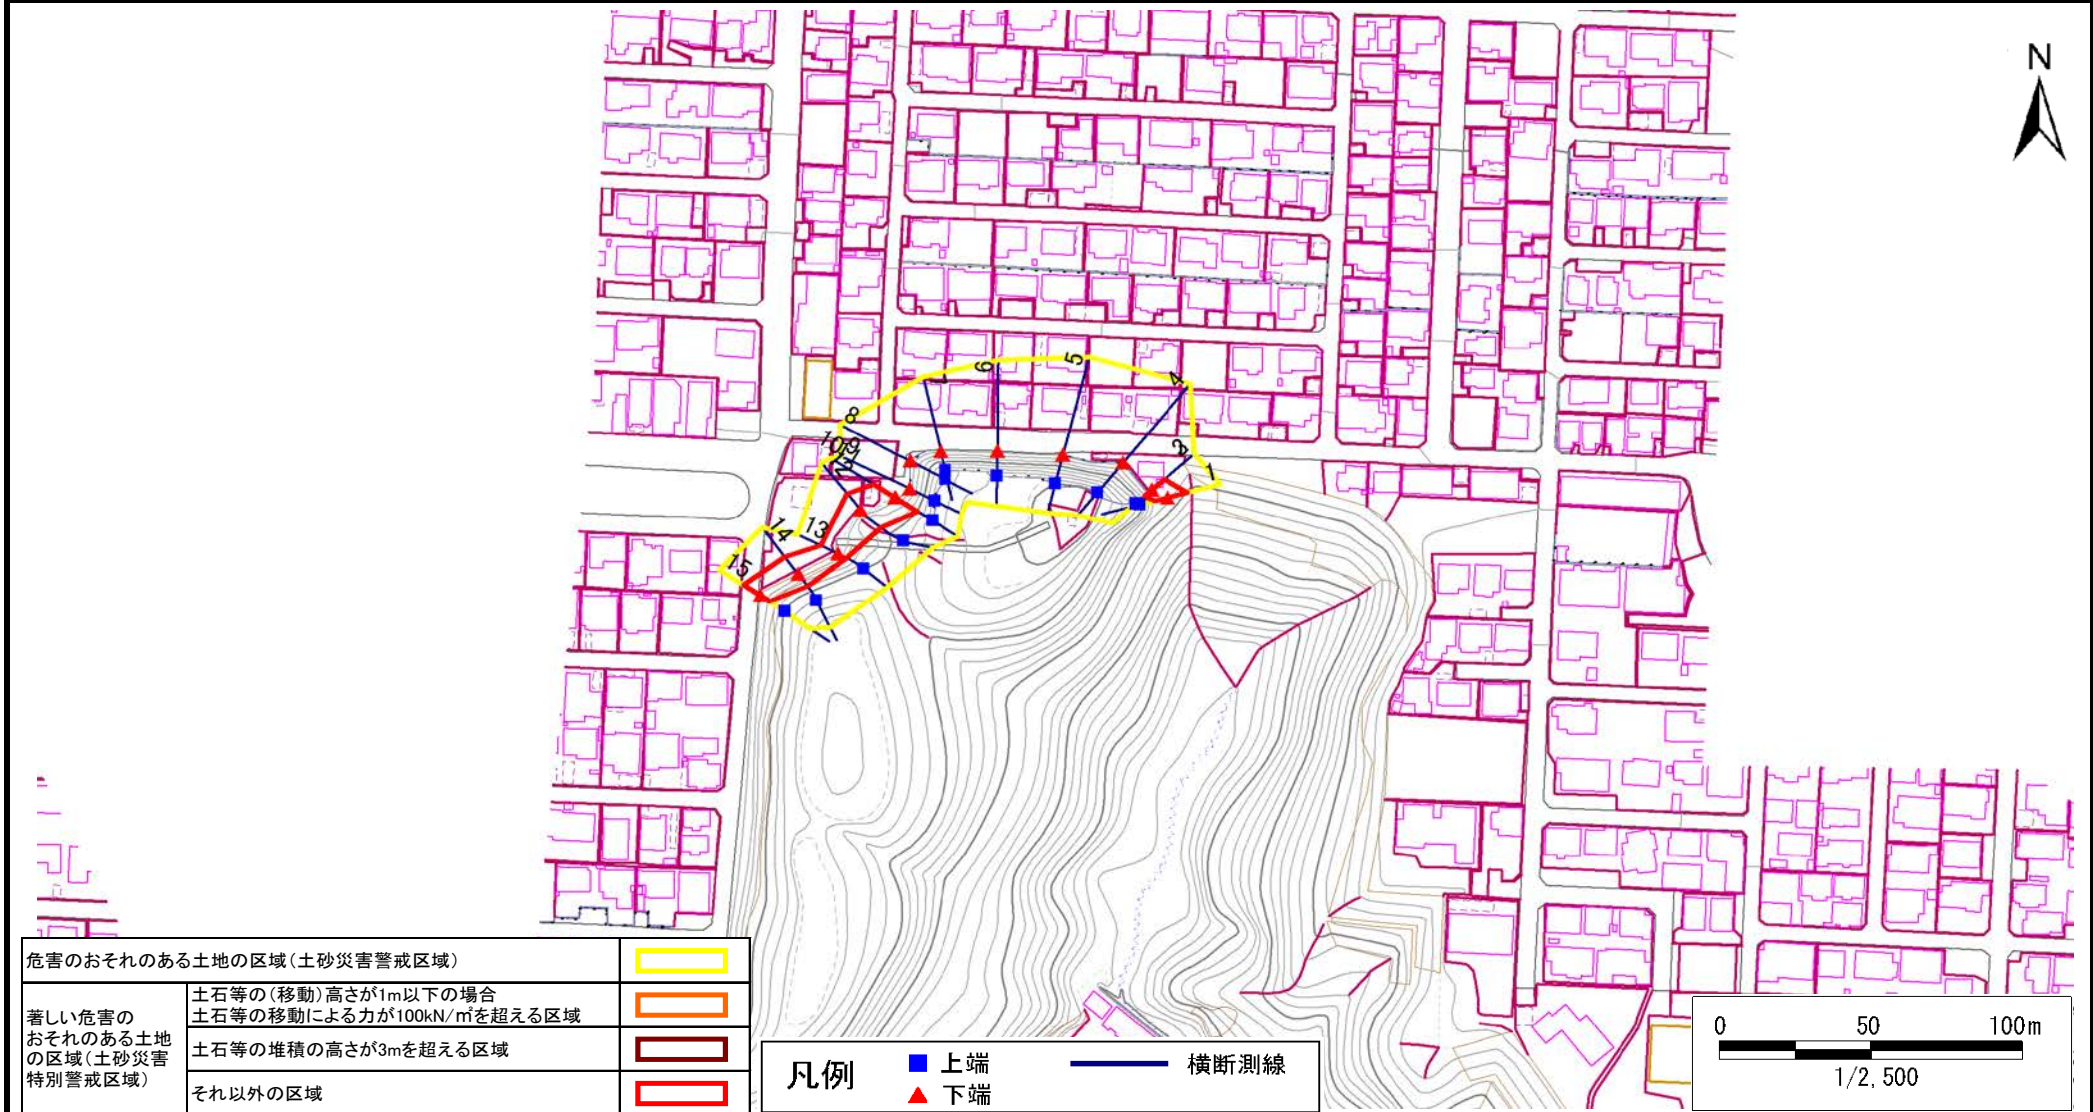 N
5
6
4
7
8
2
1
10
9
13
14
15
危害のおそれのある土地の区域(土砂災害警戒区域)
著しい危害の
おそれのある土地
の区域(土砂災害
特別警戒区域)
土石等の(移動)高さが1m以下の場合
土石等の移動による力が100kN/㎡を超える区域
土石等の堆積の高さが3mを超える区域
それ以外の区域
凡例
上端
横断測線
下端
0 50 100m
1/2,500